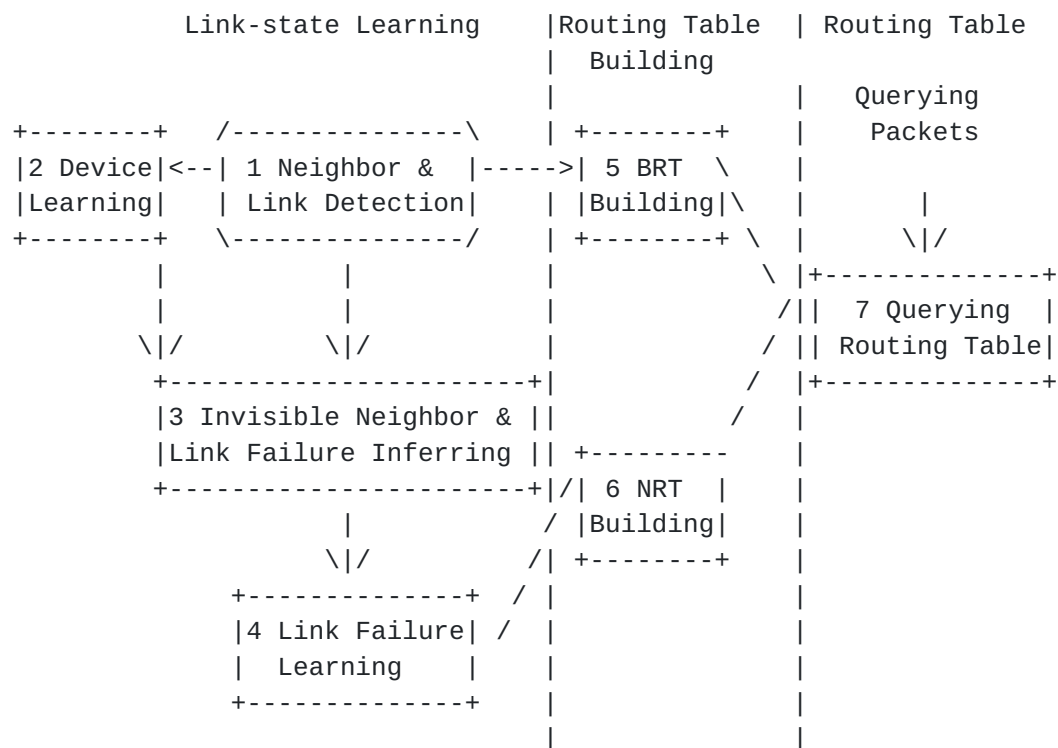 Link-state Learning |Routing Table | Routing Table
| Building
| | Querying
+--------+ /---------------\ | +--------+ | Packets
|2 Device|<--| 1 Neighbor & |----->| 5 BRT \ |
|Learning| | Link Detection| | |Building|\ | |
+--------+ \---------------/ | +--------+ \ | \|/
| | | \ |+--------------+
| | | /|| 7 Querying |
\|/ \|/ | / || Routing Table|
+-----------------------+| / |+--------------+
|3 Invisible Neighbor & || / |
|Link Failure Inferring || +--------- |
+-----------------------+|/| 6 NRT | |
| / |Building| |
\|/ /| +--------+ |
+--------------+ / | |
|4 Link Failure| / | |
| Learning | | |
+--------------+ | |
| |